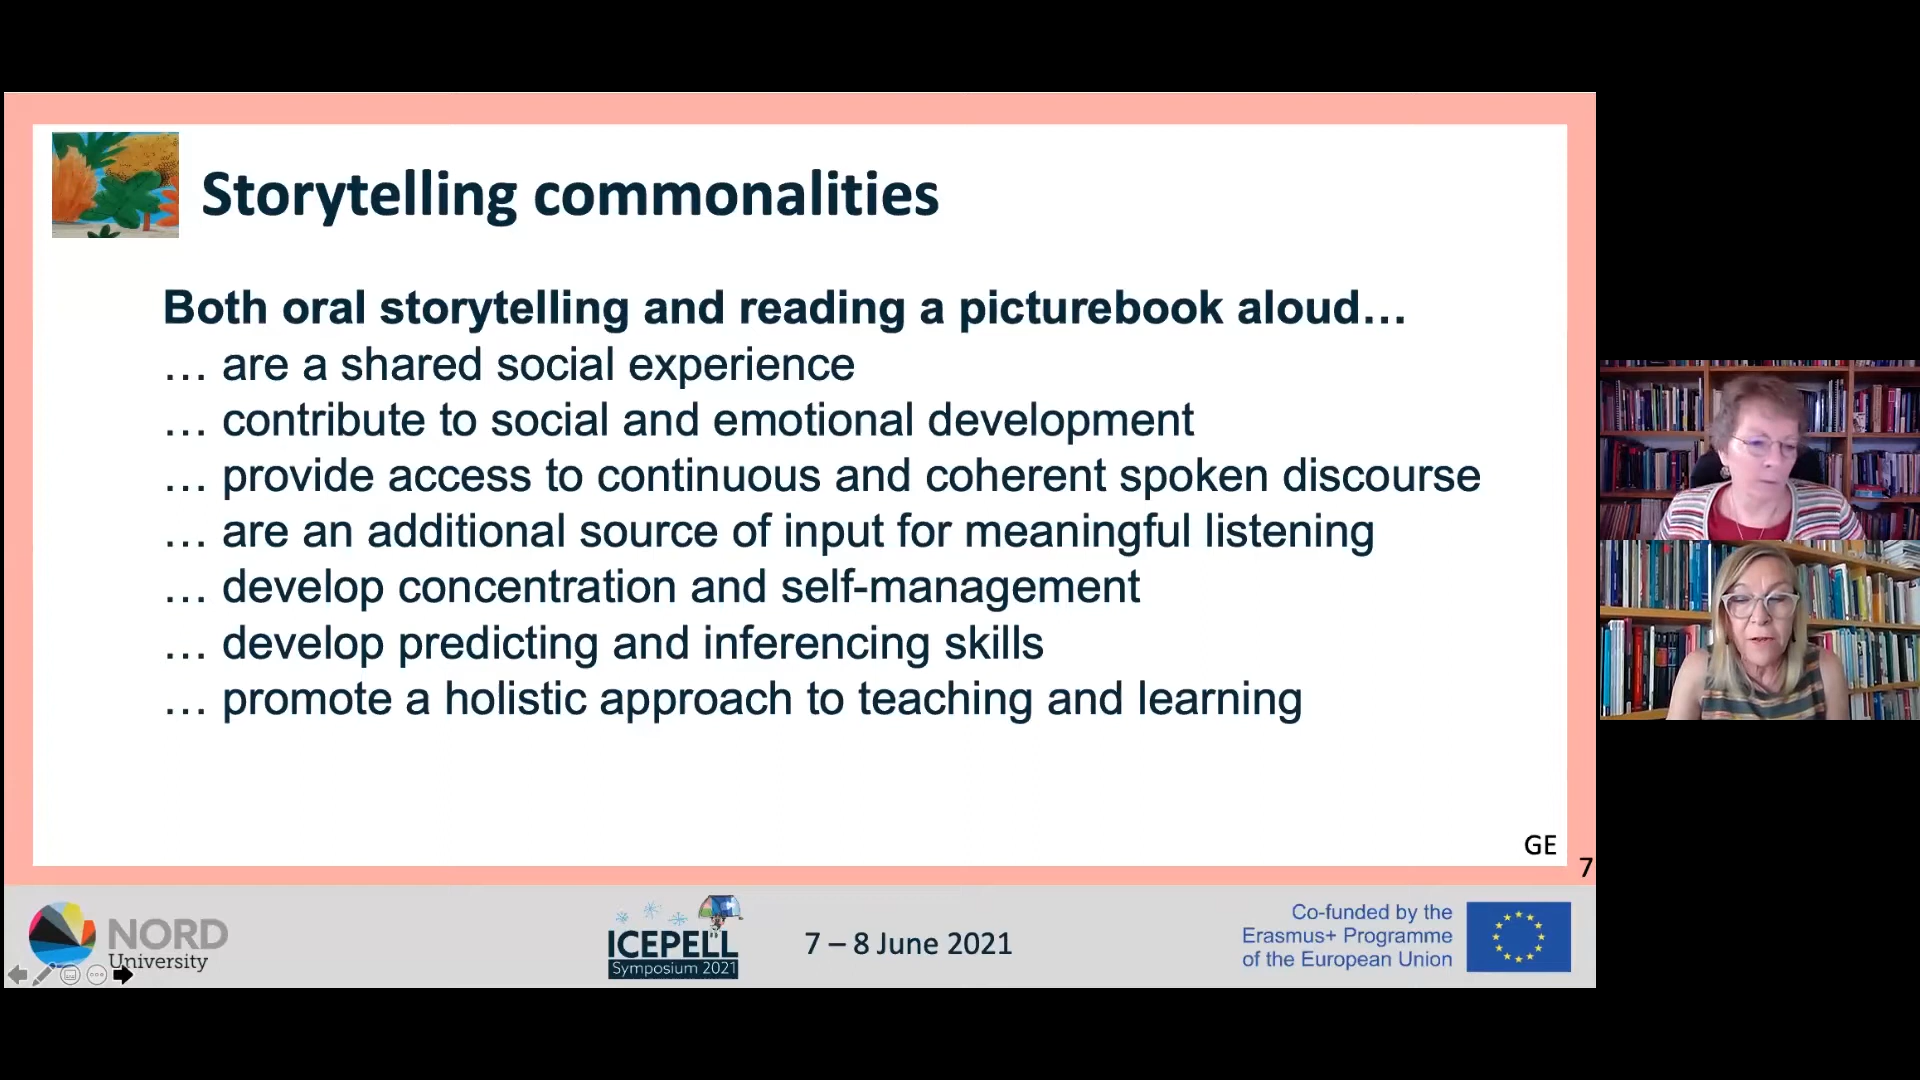 Storytelling commonalities
Both oral storytelling and reading a picturebook aloud…
… are a shared social experience
… contribute to social and emotional development
… provide access to continuous and coherent spoken discourse
… are an additional source of input for meaningful listening
… develop concentration and self-management
… develop predicting and inferencing skills
… promote a holistic approach to teaching and learning
GE
7
NORD
University
ICEPELL
Symposium 2021
7 – 8 June 2021
Co-funded by the
Erasmus+ Programme
of the European Union